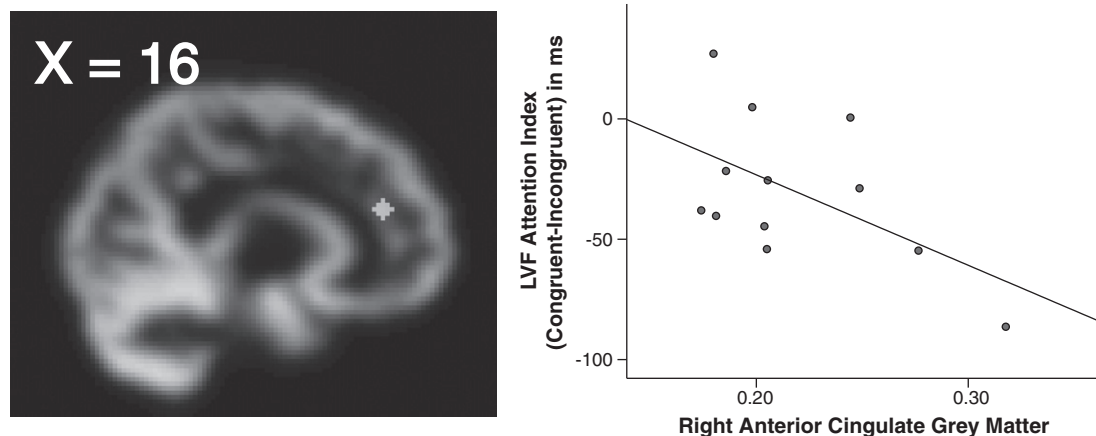 X = 16
LVF Attention Index
(Congruent-Incongruent) in ms
0
-50
-100
0.20
0.30
Right Anterior Cingulate Grey Matter